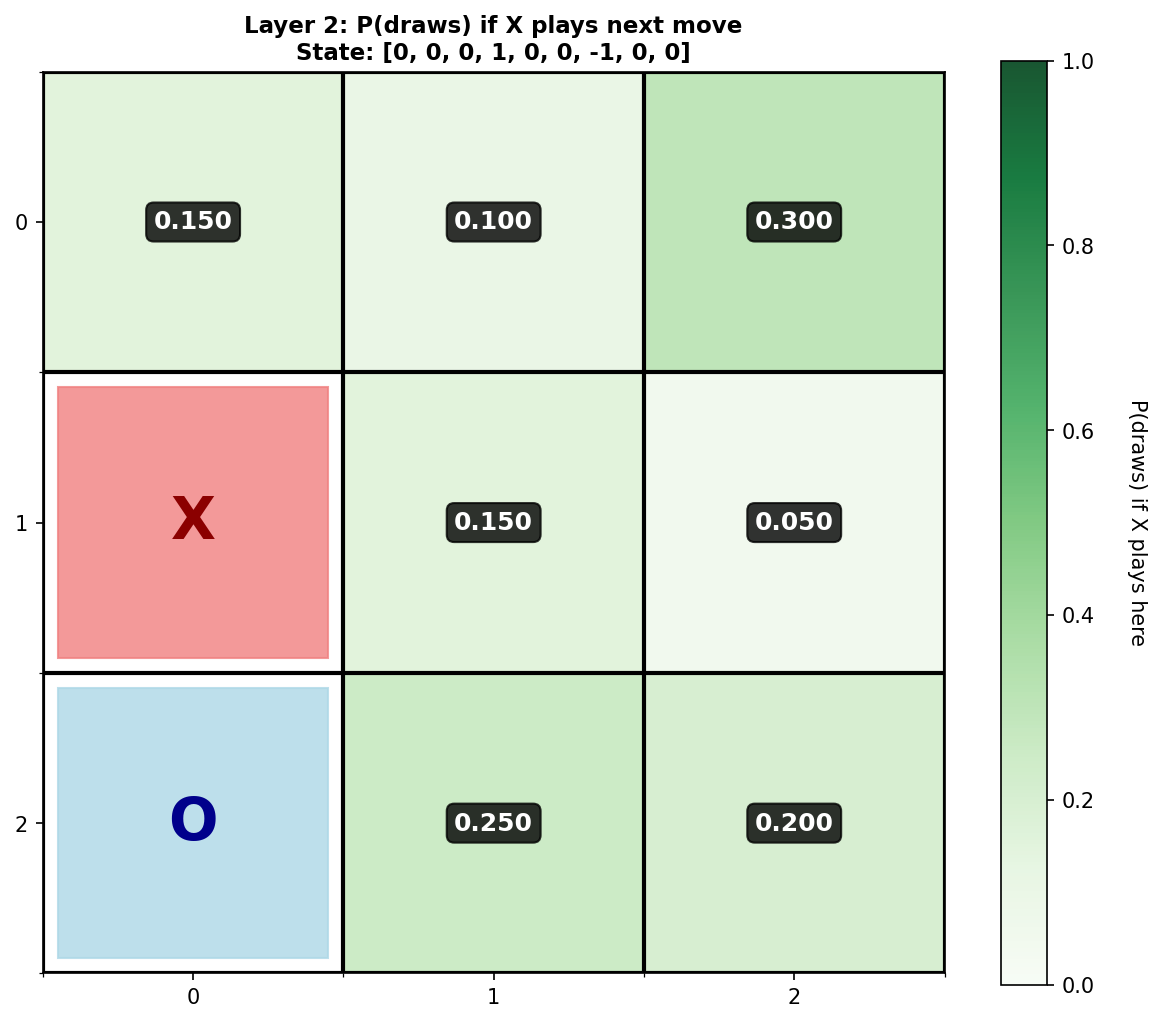 Layer 2: P(draws) if X plays next move
State: [0, 0, 0, 1, 0, 0, -1, 0, 0]
0 0.150 0.100 0.300
1 X 0.150 0.050
2 O 0.250 0.200
0 1 2
1.0
0.8
0.6
0.4
0.2
0.0
P(draws) if X plays here